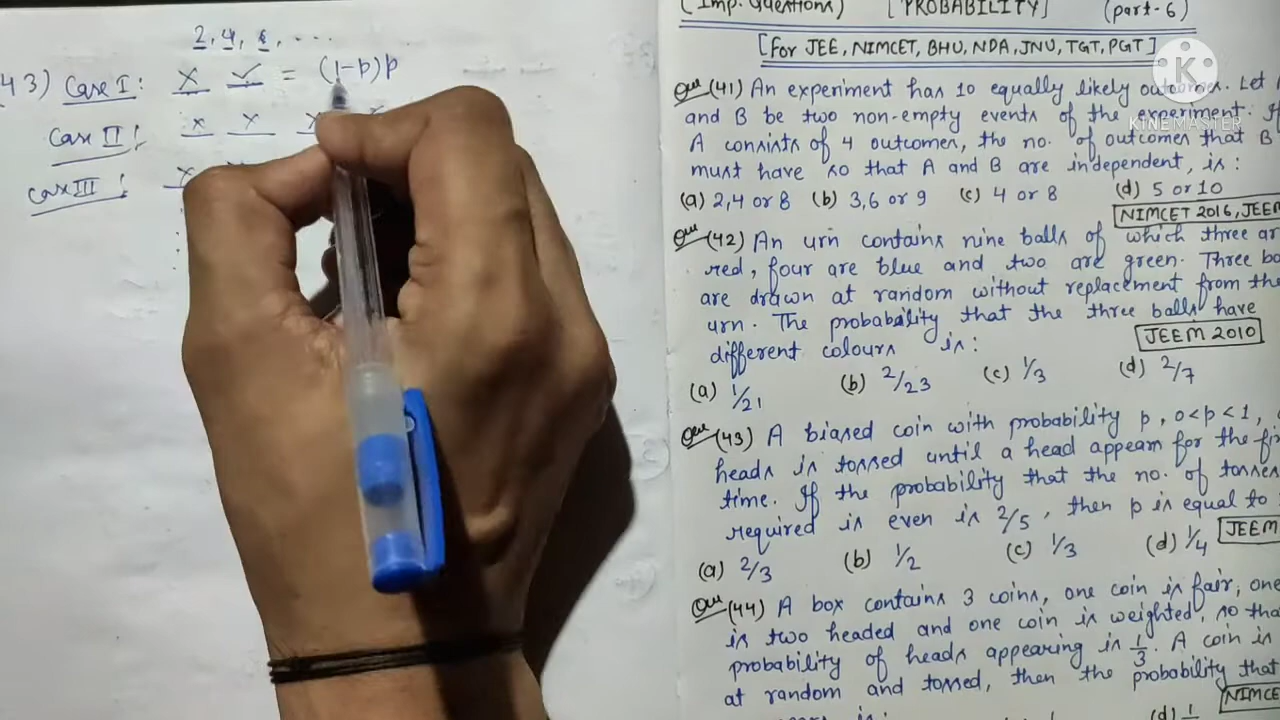 2, 4, 6, ....
43) Case I: × ✓ = (1-p)p
Case II: × × ×
Case III: ×
(Imp. Questions) [PROBABILITY] (part-6)
[For JEE, NIMCET, BHU, NDA, JNU, TGT, PGT]
Que (41) An experiment has 10 equally likely outcomes. Let
and B be two non-empty events of the experiment.
A consists of 4 outcomes, the no. of outcomes that B
must have so that A and B are independent, is:
(a) 2,4 or 8 (b) 3,6 or 9 (c) 4 or 8 (d) 5 or 10
NIMCET 2016, JEEM
Que (42) An urn contains nine balls of which three
red, four are blue and two are green. Three
are drawn at random without replacement from the
urn. The probability that the three balls have
different colours is:
JEEM 2010
(a) 1/21 (b) 2/23 (c) 1/3 (d) 2/7
Que (43) A biased coin with probability p, 0<p<1,
heads is tossed until a head appears for the
time. If the probability that the no. of tosses
required is even is 2/5, then p is equal to
JEEM
(a) 2/3 (b) 1/2 (c) 1/3 (d) 1/4
Que (44) A box contains 3 coins, one coin is fair, one
is two headed and one coin is weighted, so
probability of heads appearing is 1/3. A coin is
at random and tossed, then the probability that
KINEMASTER